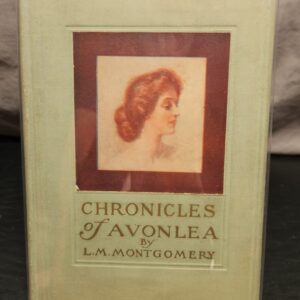 CHRONICLES
of AVONLEA
BY
L.M. MONTGOMERY